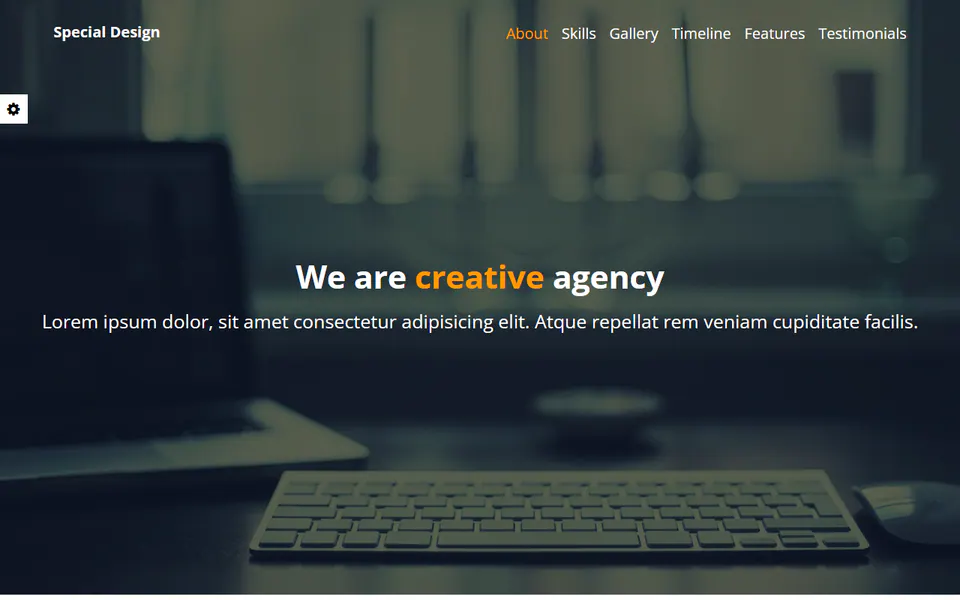 Special Design
About Skills Gallery Timeline Features Testimonials
We are creative agency
Lorem ipsum dolor, sit amet consectetur adipisicing elit. Atque repellat rem veniam cupiditate facilis.